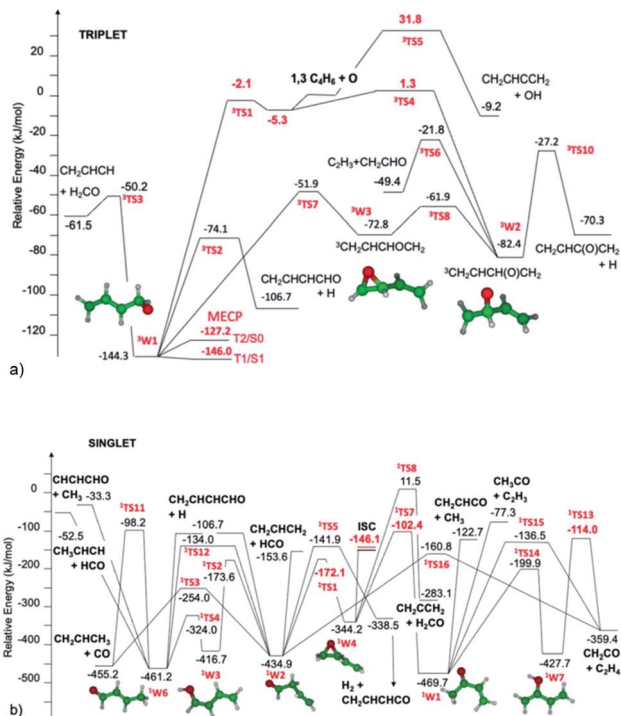 TRIPLET
Relative Energy (kJ/mol)
20
0
-20
-40
-60
-80
-100
-120
31.8
³TS5
-2.1
³TS1
1,3 C₄H₆ + O
-5.3
1.3
³TS4
CH₂CHCCH₂
+ OH
-9.2
-21.8
³TS6
C₂H₃+CH₂CHO
-49.4
-27.2
³TS10
CH₂CHCH
+ H₂CO
-50.2
³TS3
-61.5
-51.9
³TS7
³W3
-72.8
³CH₂CHCHOCH₂
-61.9
³TS8
³W2
-82.4
³CH₂CHCH(O)CH₂
-70.3
CH₂CHC(O)CH₂
+ H
-74.1
³TS2
CH₂CHCHCHO
+ H
-106.7
³W1
-144.3
MECP
-127.2
T2/S0
-146.0
T1/S1
a)
SINGLET
Relative Energy (kJ/mol)
0
-100
-200
-300
-400
-500
CHCHCHO
+ CH₃
-33.3
-52.5
CH₃CHCH
+ HCO
¹TS11
-98.2
CH₂CHCHCHO
+ H
-106.7
-134.0
¹TS12
¹TS2
-173.6
¹TS3
-254.0
¹TS4
-324.0
-416.7
CH₂CHCH₂
+ HCO
-153.6
¹TS5
-141.9
-172.1
¹TS1
ISC
-146.1
¹TS8
11.5
¹TS7
-102.4
CH₂CHCO
+ CH₃
-122.7
-160.8
¹TS16
-283.1
CH₂CCH₂
+ H₂CO
CH₃CO
+ C₂H₃
-77.3
¹TS15
-136.5
¹TS14
-199.9
¹TS13
-114.0
CH₂CHCH₃
+ CO
-455.2
-461.2
¹W6
¹W3
-434.9
¹W2
-344.2
¹W4
-338.5
H₂ +
CH₂CHCHCO
-469.7
¹W1
-427.7
¹W7
-359.4
CH₂CO
+ C₂H₄
b)